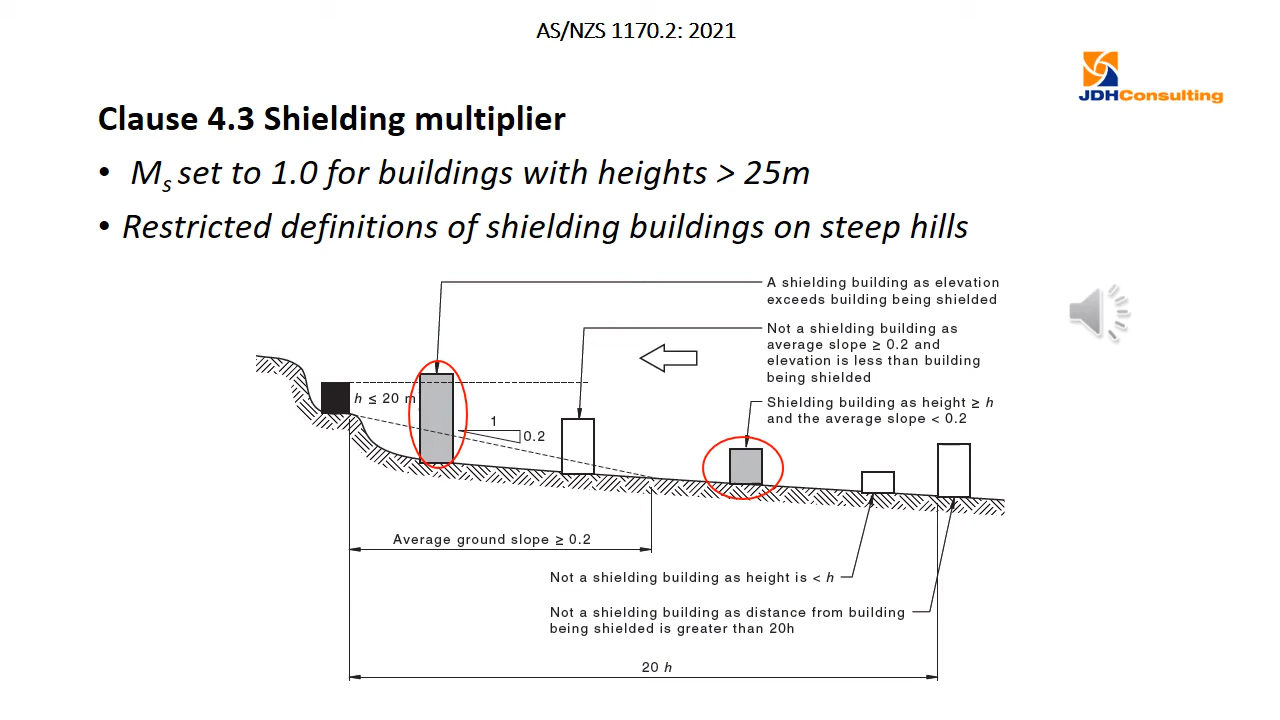 AS/NZS 1170.2: 2021
JDHConsulting
Clause 4.3 Shielding multiplier
• Ms set to 1.0 for buildings with heights > 25m
• Restricted definitions of shielding buildings on steep hills
A shielding building as elevation
exceeds building being shielded
Not a shielding building as
average slope ≥ 0.2 and
elevation is less than building
being shielded
h ≤ 20 m
Shielding building as height ≥ h
and the average slope < 0.2
1
0.2
Average ground slope ≥ 0.2
Not a shielding building as height is < h
Not a shielding building as distance from building
being shielded is greater than 20h
20 h